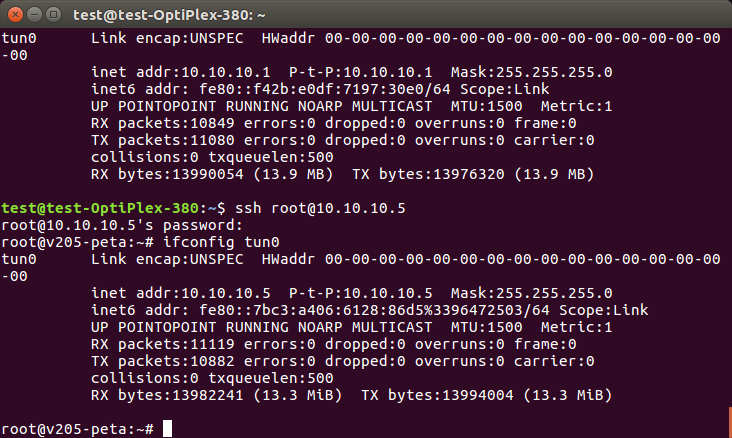 test@test-OptiPlex-380: ~
tun0      Link encap:UNSPEC  HWaddr 00-00-00-00-00-00-00-00-00-00-00-00-00-00-00
-00
          inet addr:10.10.10.1  P-t-P:10.10.10.1  Mask:255.255.255.0
          inet6 addr: fe80::f42b:e0df:7197:30e0/64 Scope:Link
          UP POINTOPOINT RUNNING NOARP MULTICAST  MTU:1500  Metric:1
          RX packets:10849 errors:0 dropped:0 overruns:0 frame:0
          TX packets:11080 errors:0 dropped:0 overruns:0 carrier:0
          collisions:0 txqueuelen:500
          RX bytes:13990054 (13.9 MB)  TX bytes:13976320 (13.9 MB)
test@test-OptiPlex-380:~$ ssh root@10.10.10.5
root@10.10.10.5's password:
root@v205-peta:~# ifconfig tun0
tun0      Link encap:UNSPEC  HWaddr 00-00-00-00-00-00-00-00-00-00-00-00-00-00-00
-00
          inet addr:10.10.10.5  P-t-P:10.10.10.5  Mask:255.255.255.0
          inet6 addr: fe80::7bc3:a406:6128:86d5%3396472503/64 Scope:Link
          UP POINTOPOINT RUNNING NOARP MULTICAST  MTU:1500  Metric:1
          RX packets:11119 errors:0 dropped:0 overruns:0 frame:0
          TX packets:10882 errors:0 dropped:0 overruns:0 carrier:0
          collisions:0 txqueuelen:500
          RX bytes:13982241 (13.3 MiB)  TX bytes:13994004 (13.3 MiB)
root@v205-peta:~#